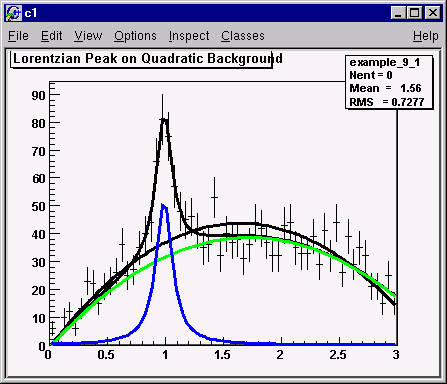 c1
File Edit View Options Inspect Classes Help
Lorentzian Peak on Quadratic Background
example_9_1
Nent = 0
Mean = 1.56
RMS = 0.7277
90
80
70
60
50
40
30
20
10
0
0 0.5 1 1.5 2 2.5 3